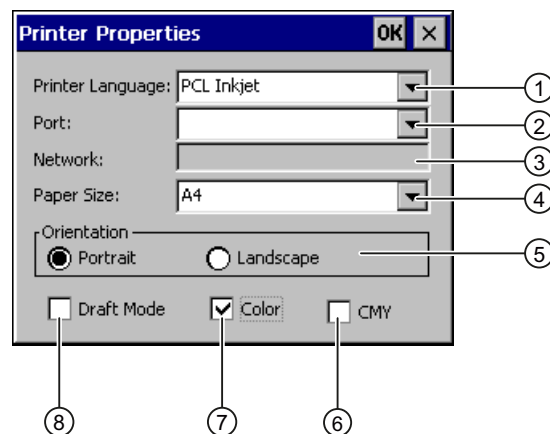 Printer Properties OK ×
Printer Language: PCL Inkjet 1
Port: 2
Network: 3
Paper Size: A4 4
Orientation
Portrait Landscape 5
Draft Mode Color CMY
8 7 6